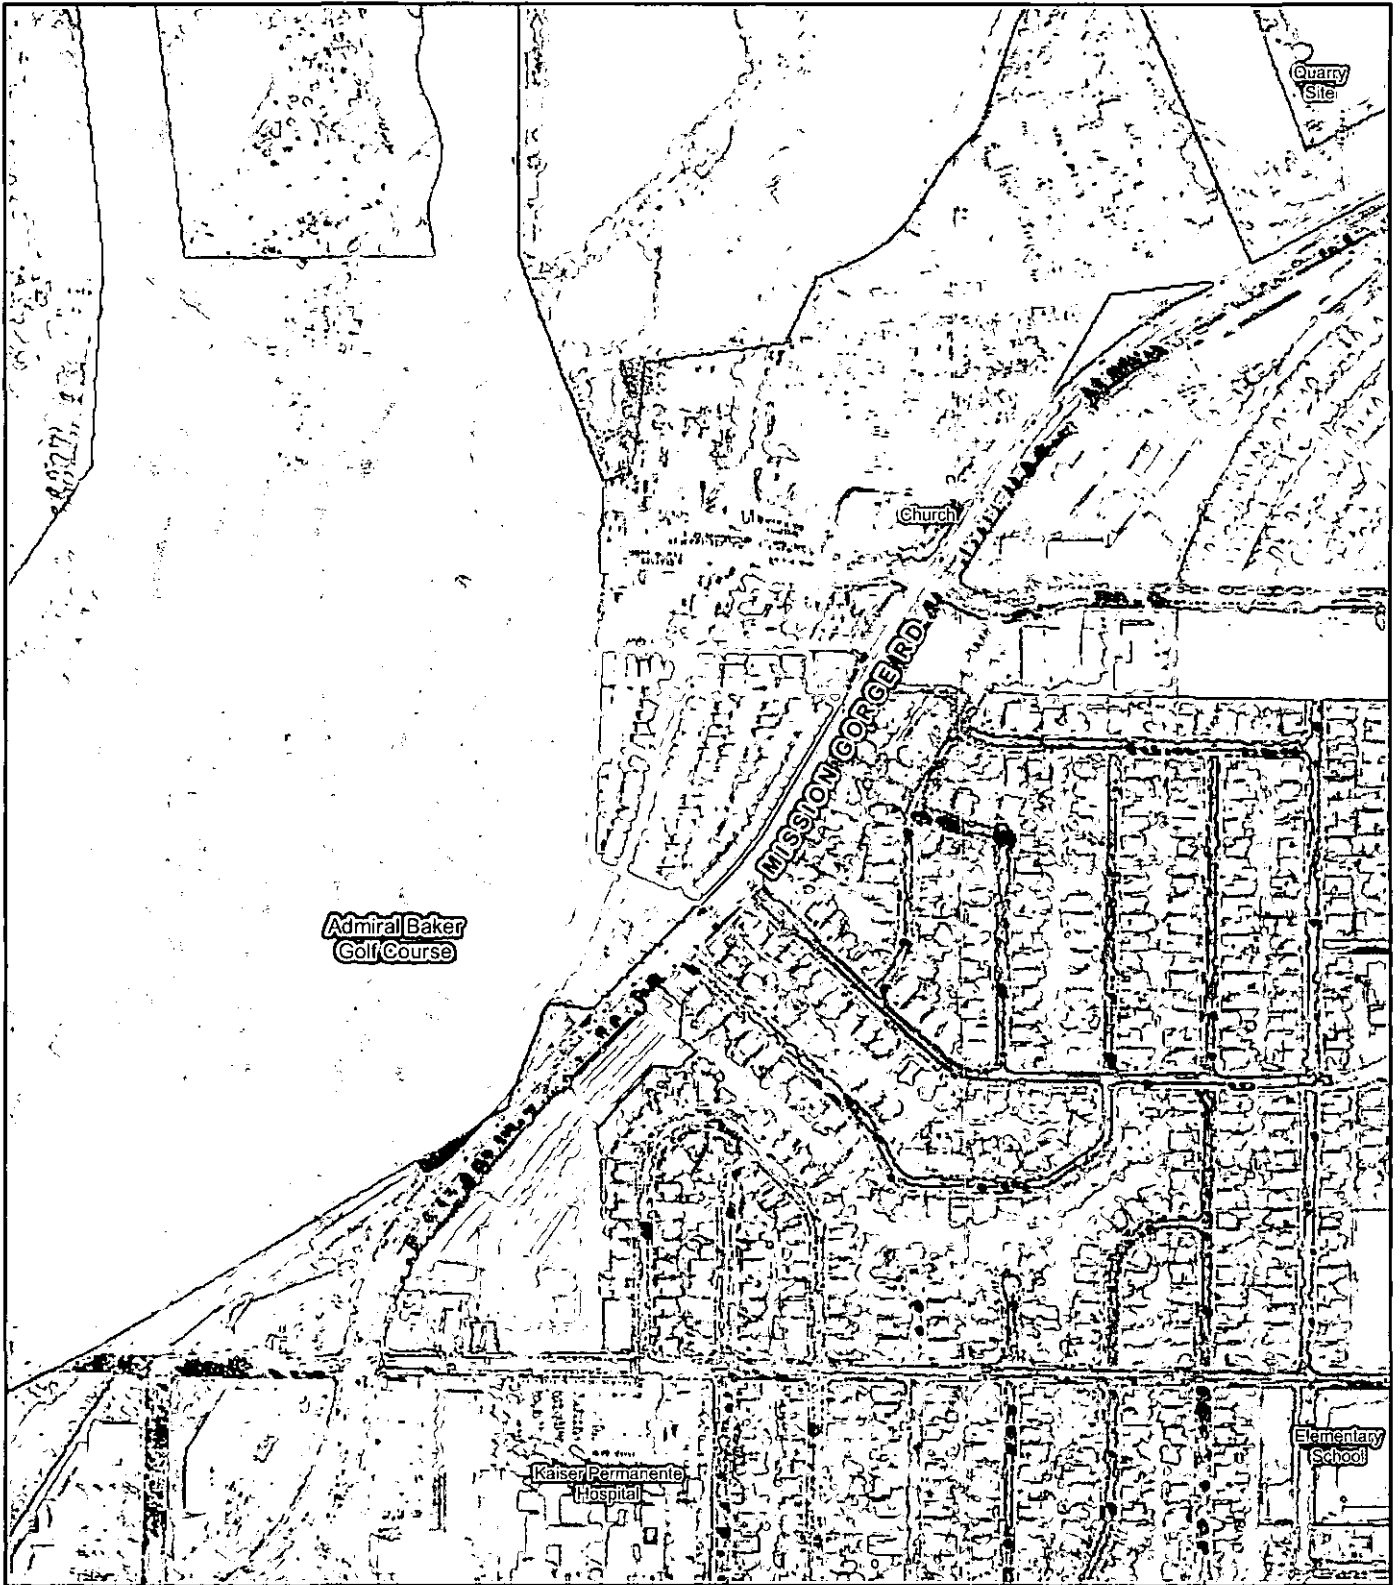 Quarry
Site
Church
MISSION GORGE RD
Admiral Baker
Golf Course
Elementary
School
Kaiser Permanente
Hospital